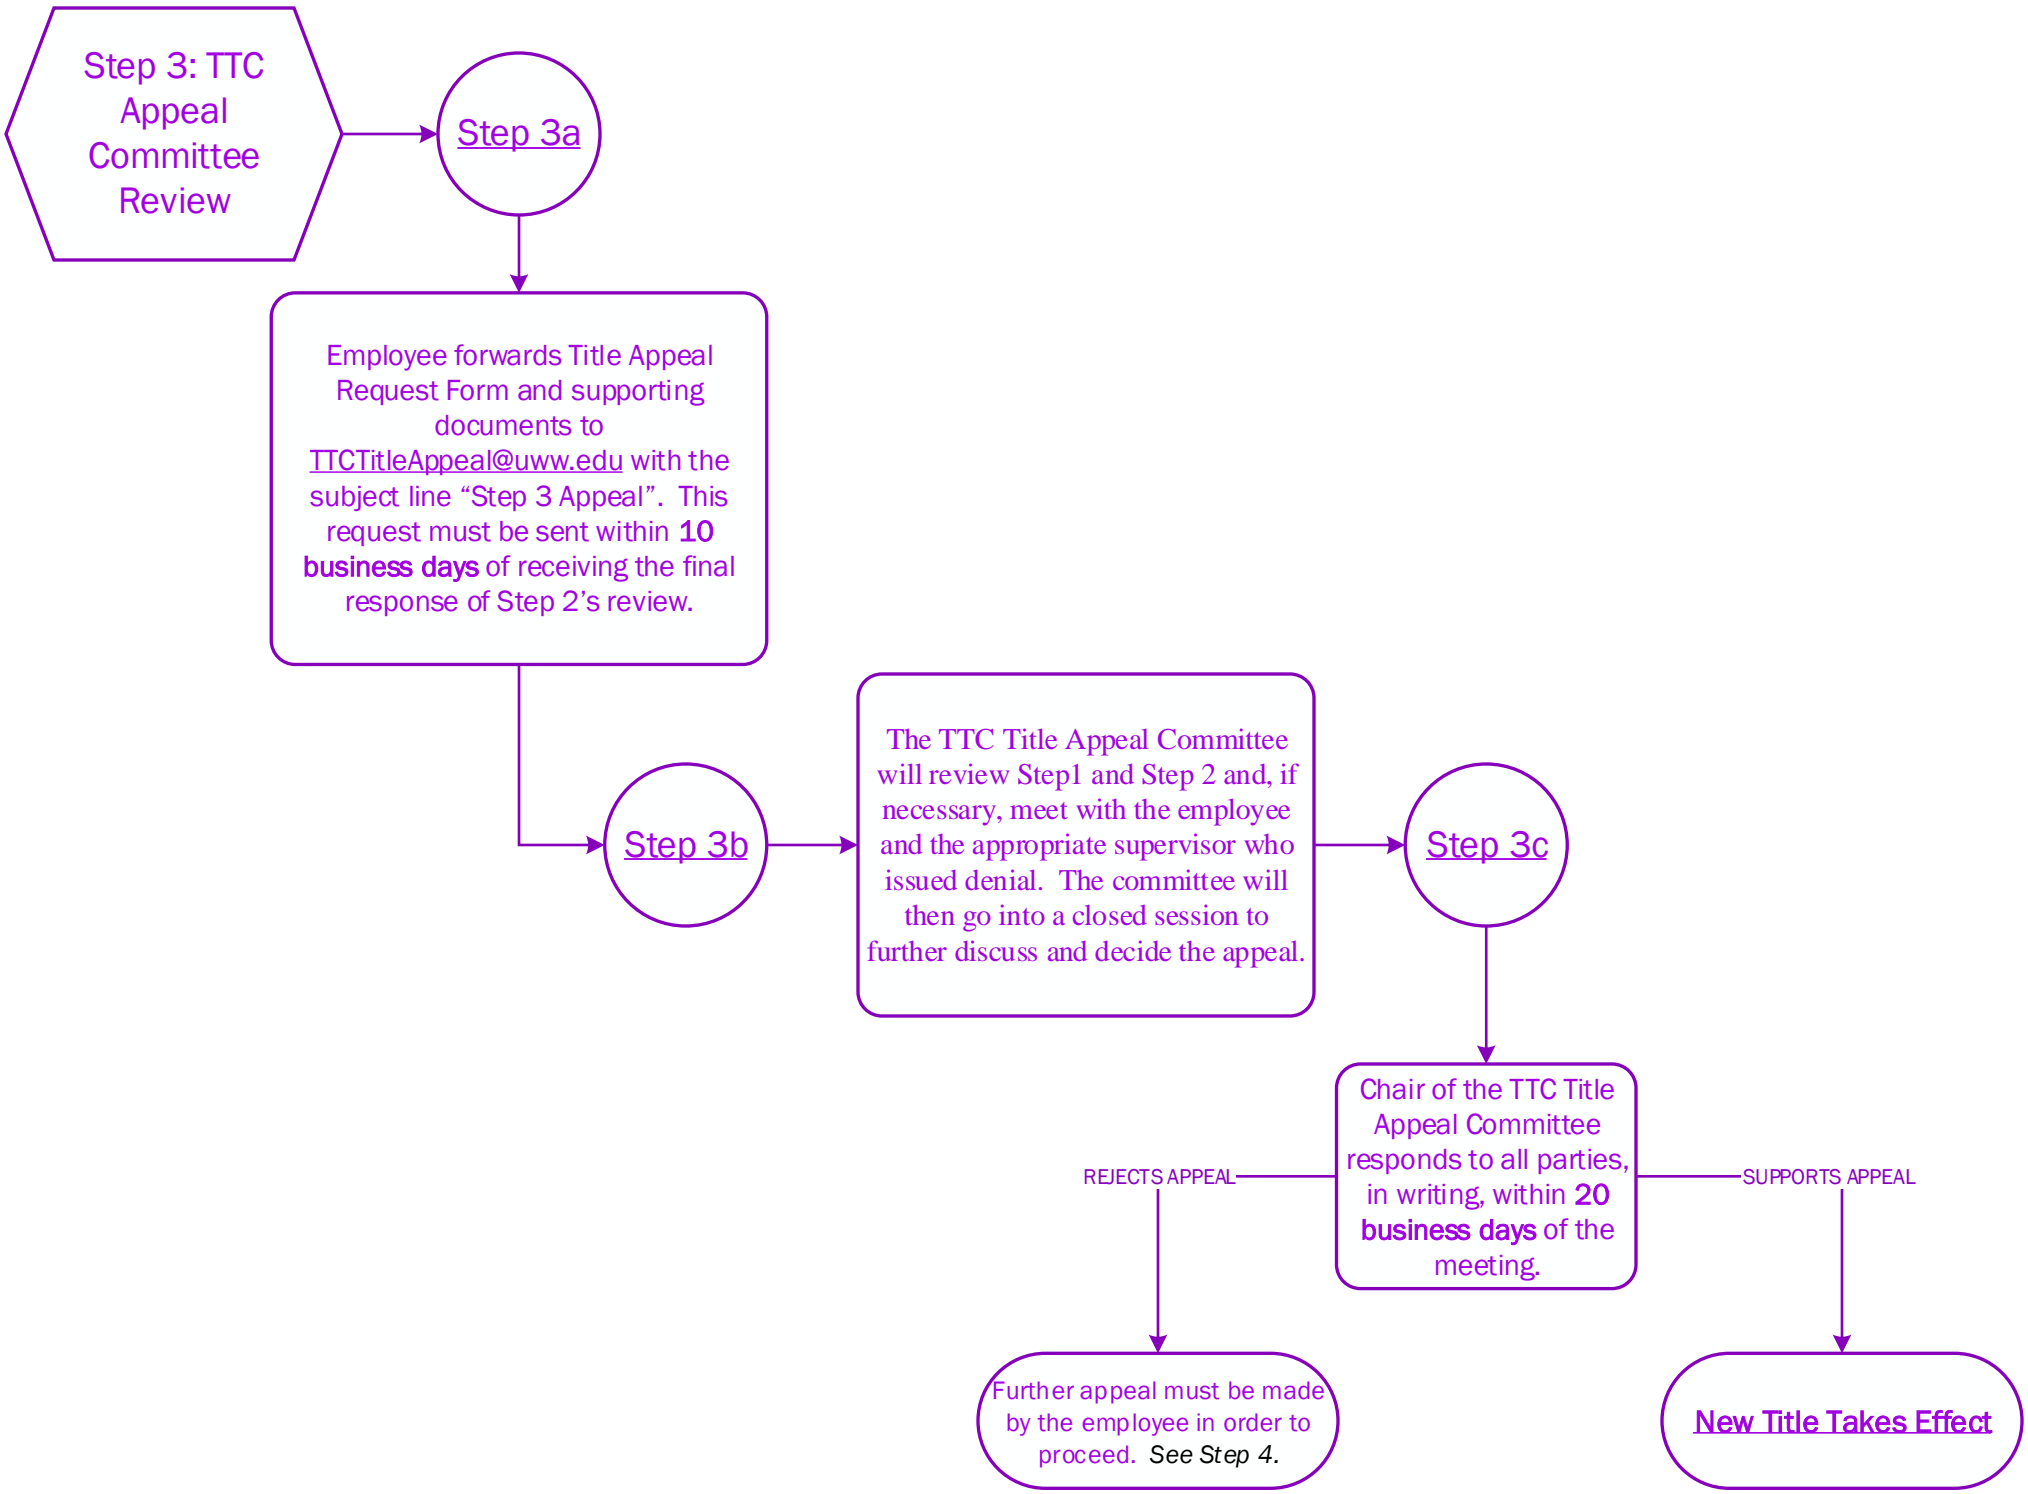 Step 3: TTC
Appeal
Committee
Review
Step 3a
Employee forwards Title Appeal
Request Form and supporting
documents to
TTCTitleAppeal@uww.edu with the
subject line “Step 3 Appeal”.  This
request must be sent within 10
business days of receiving the final
response of Step 2’s review.
Step 3b
The TTC Title Appeal Committee
will review Step1 and Step 2 and, if
necessary, meet with the employee
and the appropriate supervisor who
issued denial.  The committee will
then go into a closed session to
further discuss and decide the appeal.
Step 3c
Chair of the TTC Title
Appeal Committee
responds to all parties,
in writing, within 20
business days of the
meeting.
REJECTS APPEAL
SUPPORTS APPEAL
Further appeal must be made
by the employee in order to
proceed.  See Step 4.
New Title Takes Effect